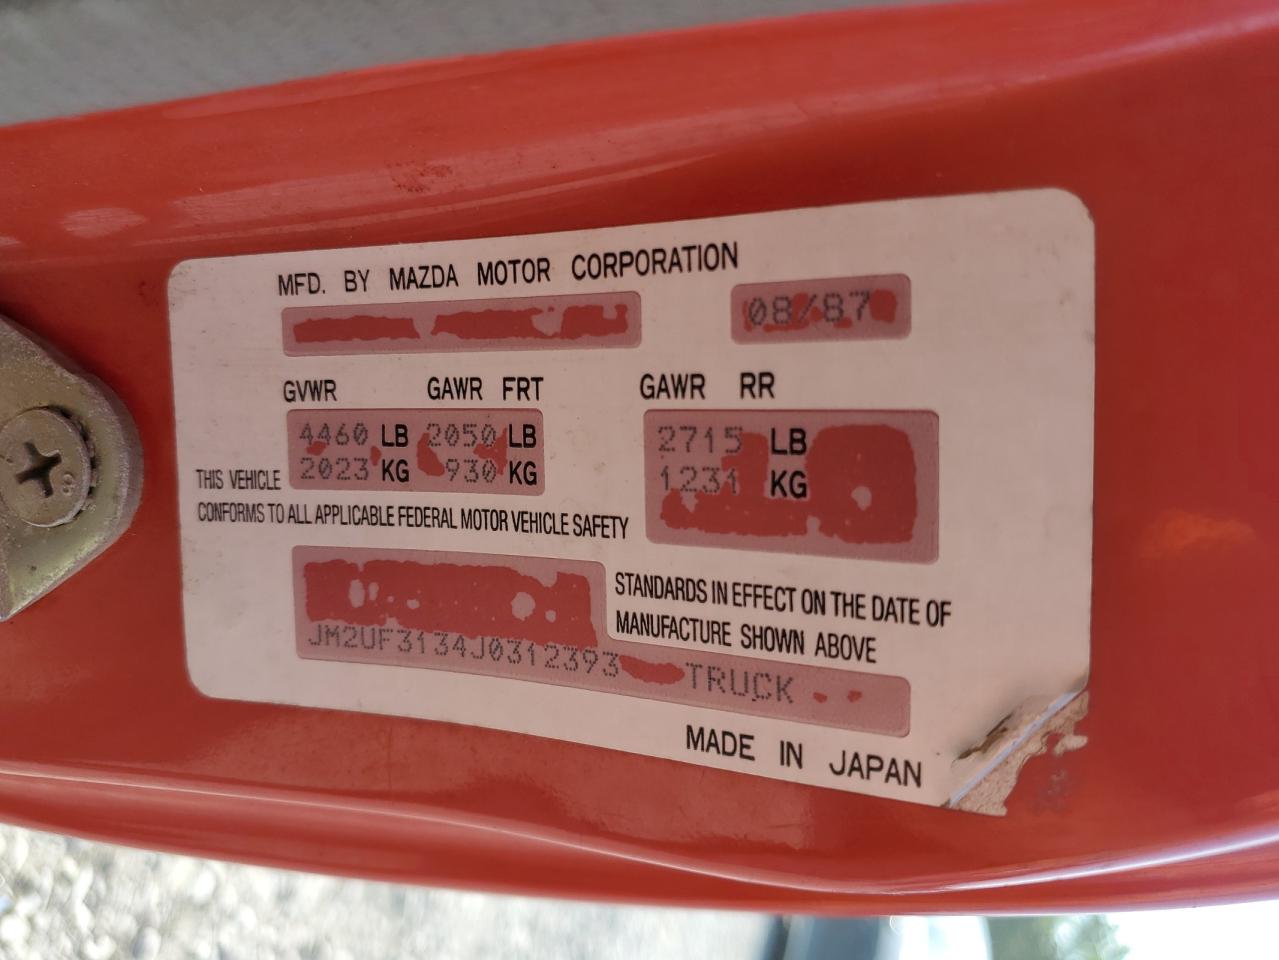 MFD. BY MAZDA MOTOR CORPORATION
08/87
GVWR GAWR FRT GAWR RR
4460 LB 2050 LB 2715 LB
2023 KG 930 KG 1231 KG
THIS VEHICLE
CONFORMS TO ALL APPLICABLE FEDERAL MOTOR VEHICLE SAFETY
STANDARDS IN EFFECT ON THE DATE OF
MANUFACTURE SHOWN ABOVE
JM2UF3134J0312393 TRUCK
MADE IN JAPAN